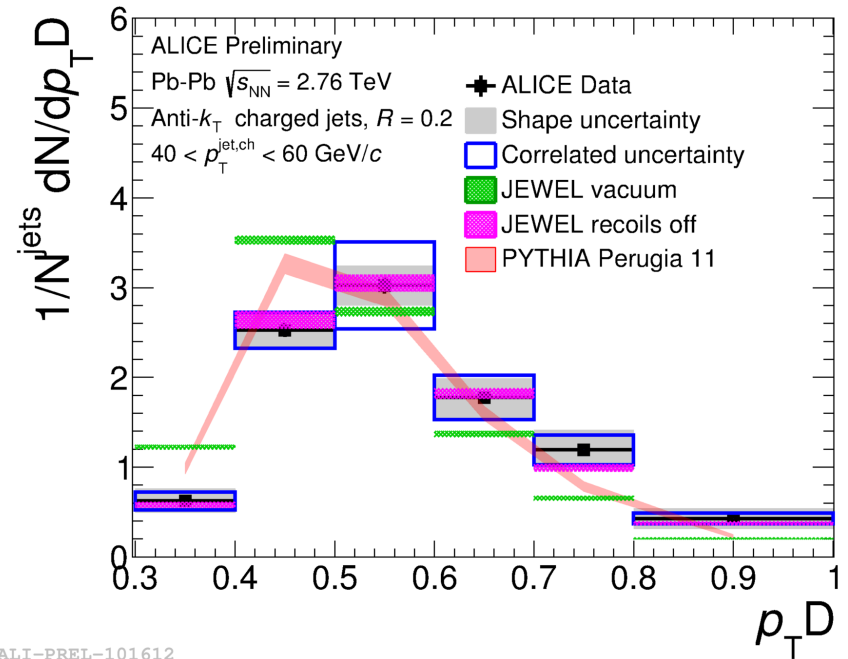 ALICE Preliminary
Pb-Pb √sNN = 2.76 TeV
Anti-kT charged jets, R = 0.2
40 < pT^jet,ch < 60 GeV/c
ALICE Data
Shape uncertainty
Correlated uncertainty
JEWEL vacuum
JEWEL recoils off
PYTHIA Perugia 11
1/N^jets dN/dpTD
6
5
4
3
2
1
0
0.3 0.4 0.5 0.6 0.7 0.8 0.9 1
pTD
ALI-PREL-101612